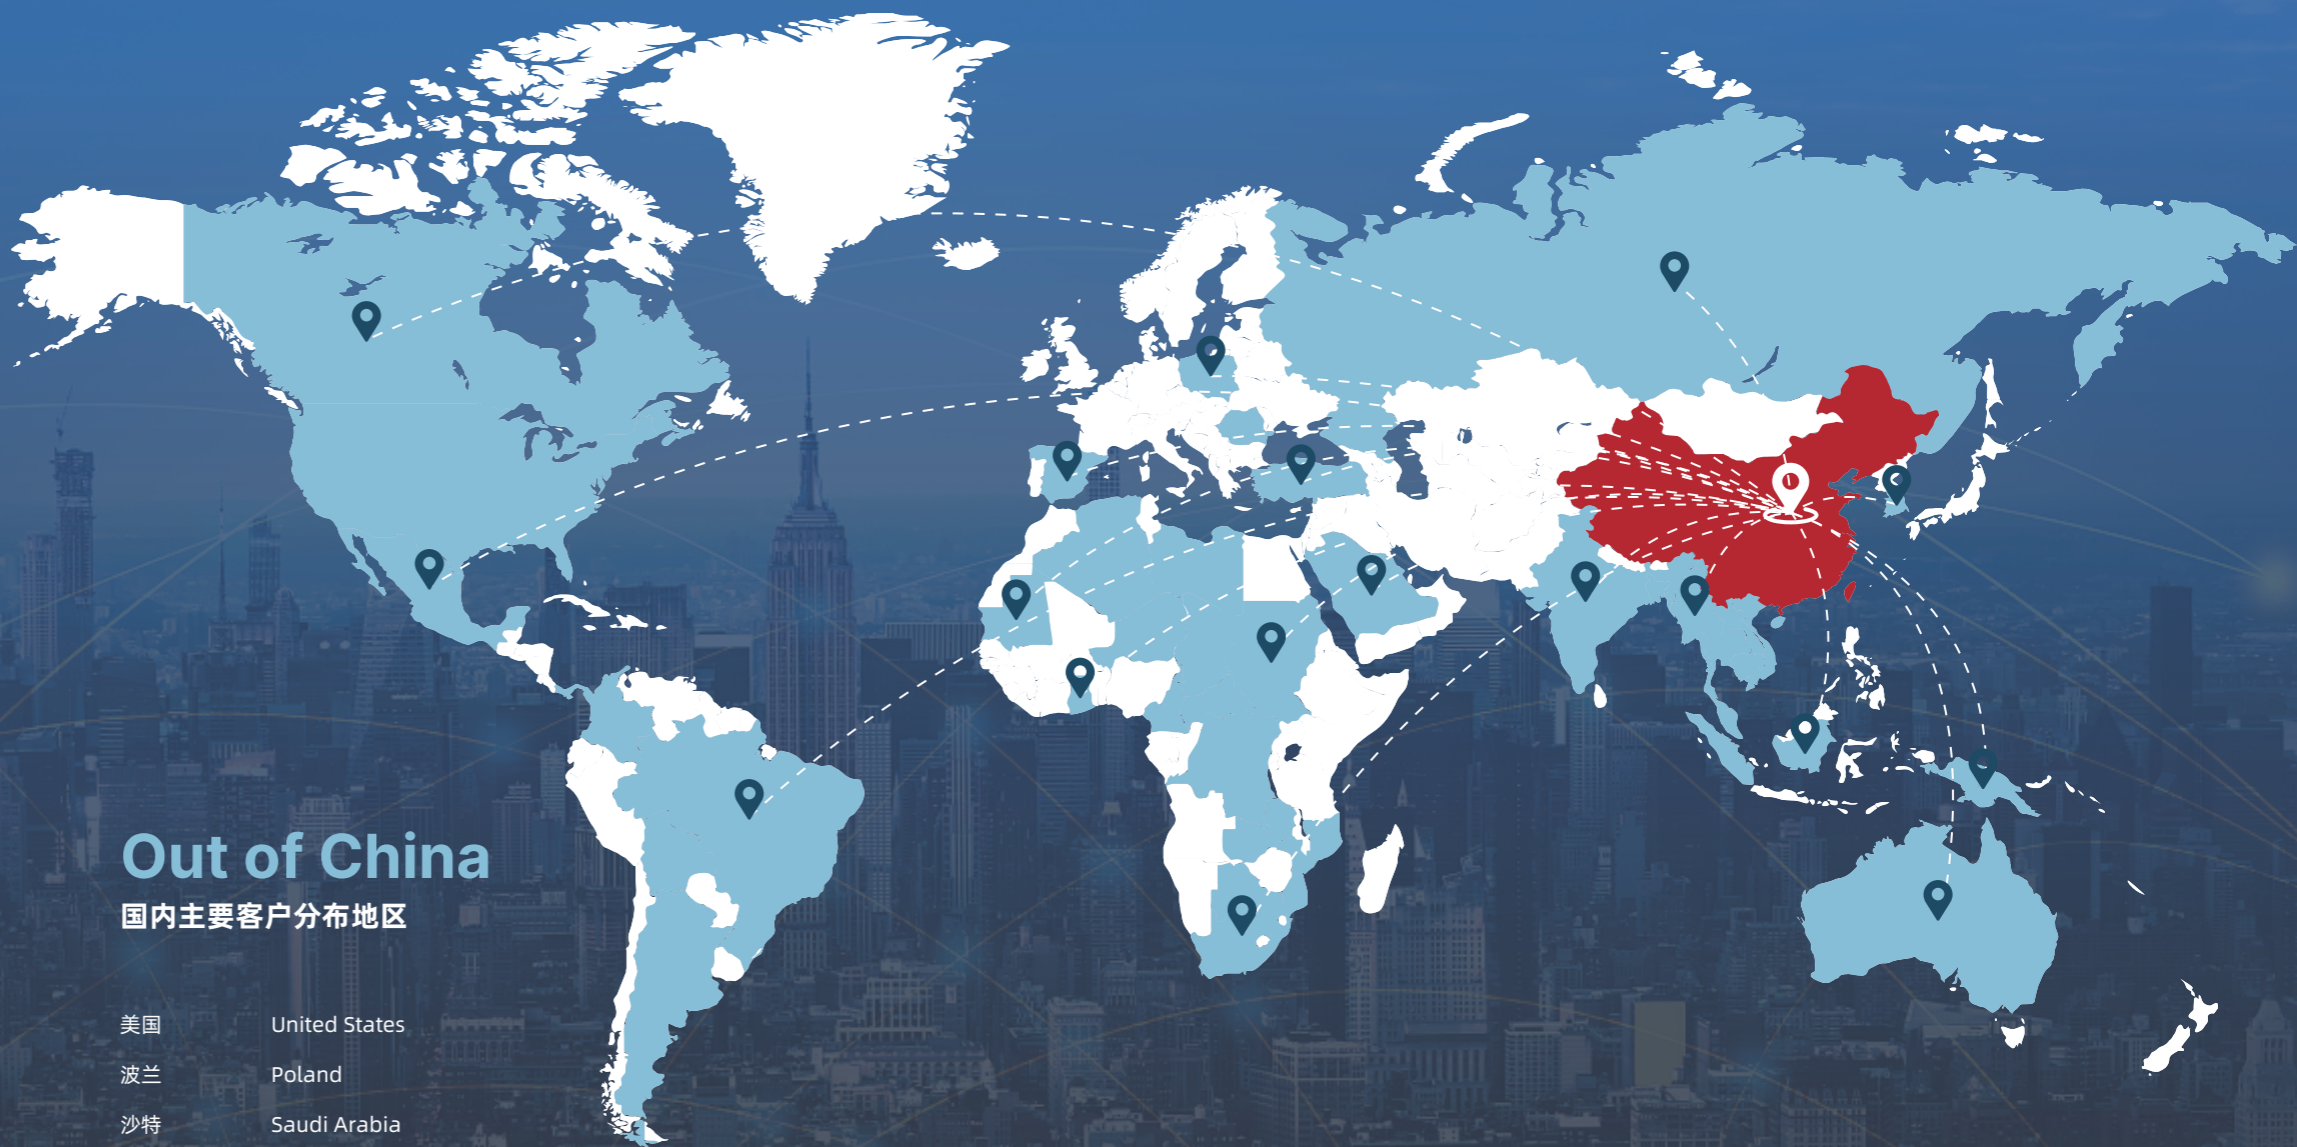 Out of China
国内主要客户分布地区
美国 United States
波兰 Poland
沙特 Saudi Arabia